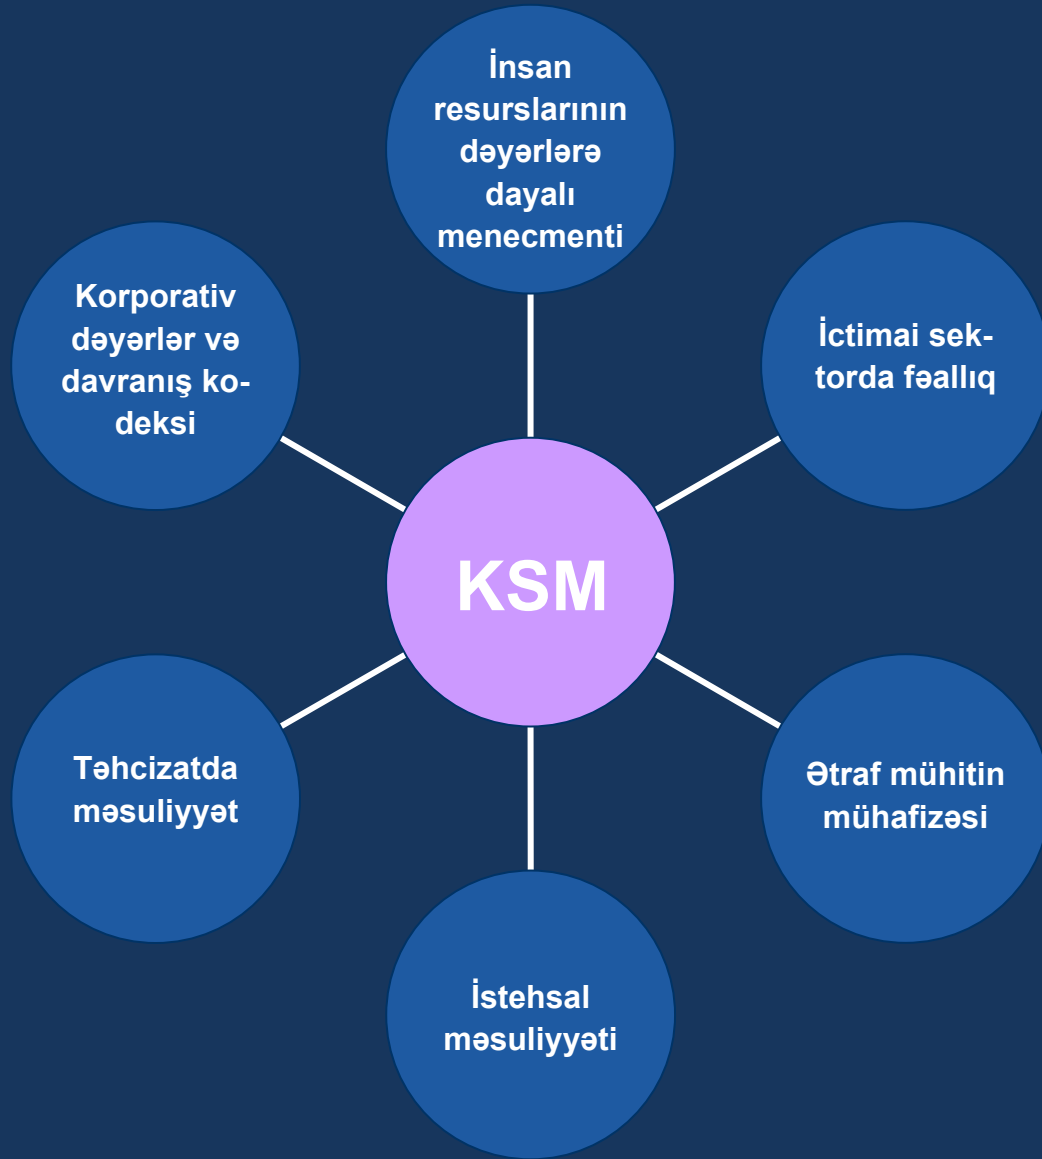 İnsan
resurslarının
dəyərlərə
dayalı
menecmenti
Korporativ
dəyərlər və
davranış ko-
deksi
İctimai sek-
torda fəallıq
KSM
Təhcizatda
məsuliyyət
Ətraf mühitin
mühafizəsi
İstehsal
məsuliyyəti